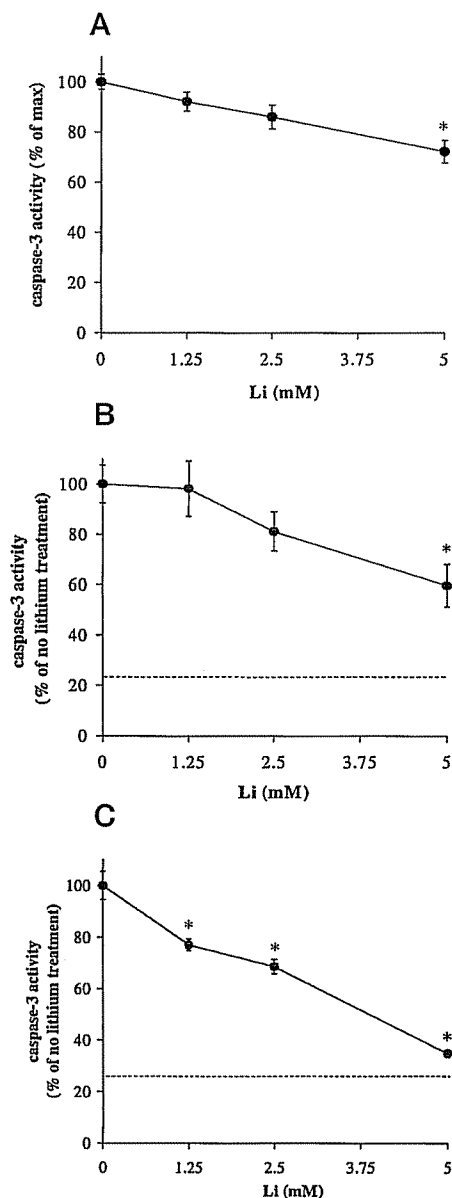 A
caspase-3 activity (% of max)
100
80
60
40
20
0
*
0 1.25 2.5 3.75 5
Li (mM)
B
caspase-3 activity
(% of no lithium treatment)
100
80
60
40
20
0
*
0 1.25 2.5 3.75 5
Li (mM)
C
caspase-3 activity
(% of no lithium treatment)
100
80
60
40
20
0
*
*
*
0 1.25 2.5 3.75 5
Li (mM)